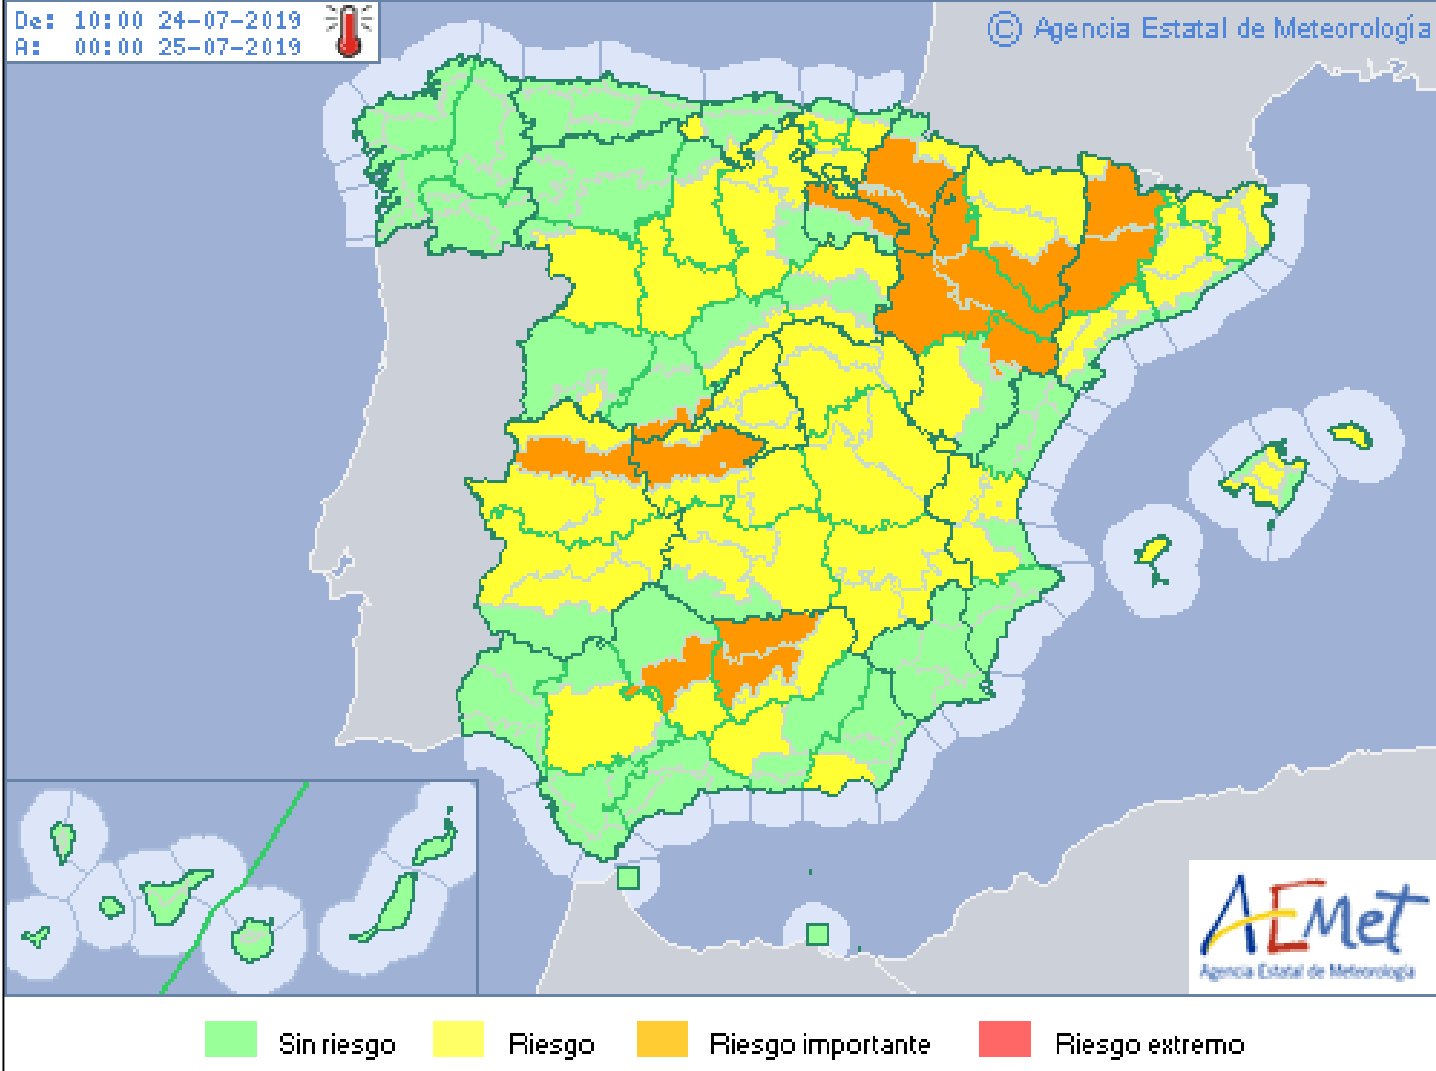 De: 10:00 24-07-2019
A: 00:00 25-07-2019
© Agencia Estatal de Meteorología
AEMet
Agencia Estatal de Meteorología
Sin riesgo
Riesgo
Riesgo importante
Riesgo extremo